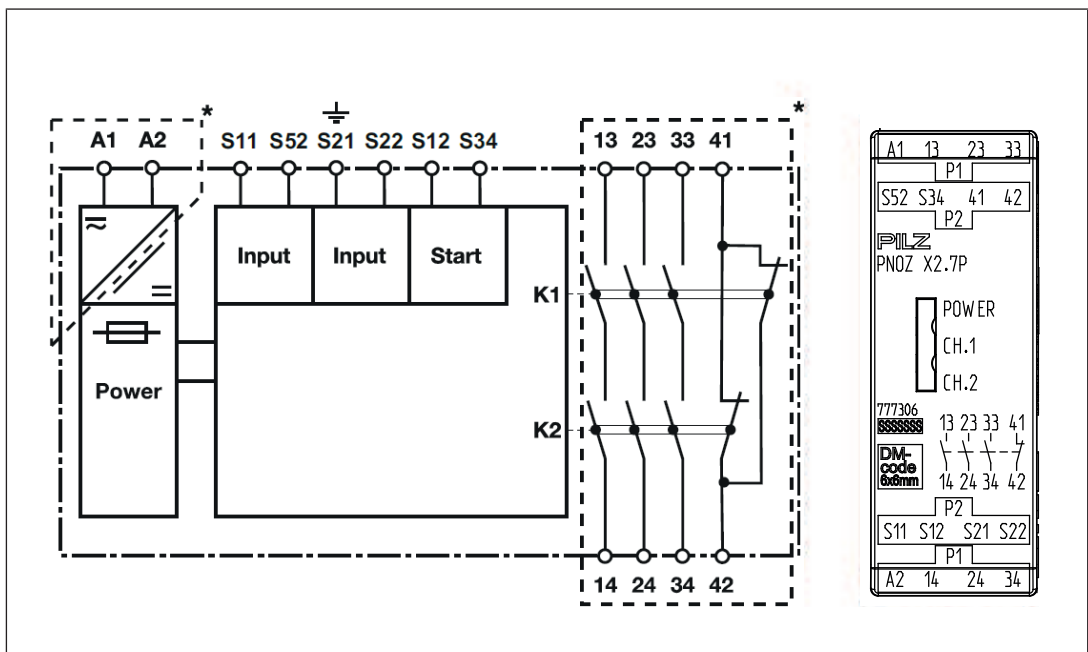 * *
A1 A2 S11 S52 S21 S22 S12 S34 13 23 33 41
Input Input Start
K1
Power
K2
14 24 34 42
A1 13 23 33
P1
S52 S34 41 42
P2
PILZ
PNOZ X2.7P
POWER
CH.1
CH.2
777306
SSSSSSS
13 23 33 41
DM-
code
6x6mm
14 24 34 42
P2
S11 S12 S21 S22
P1
A2 14 24 34